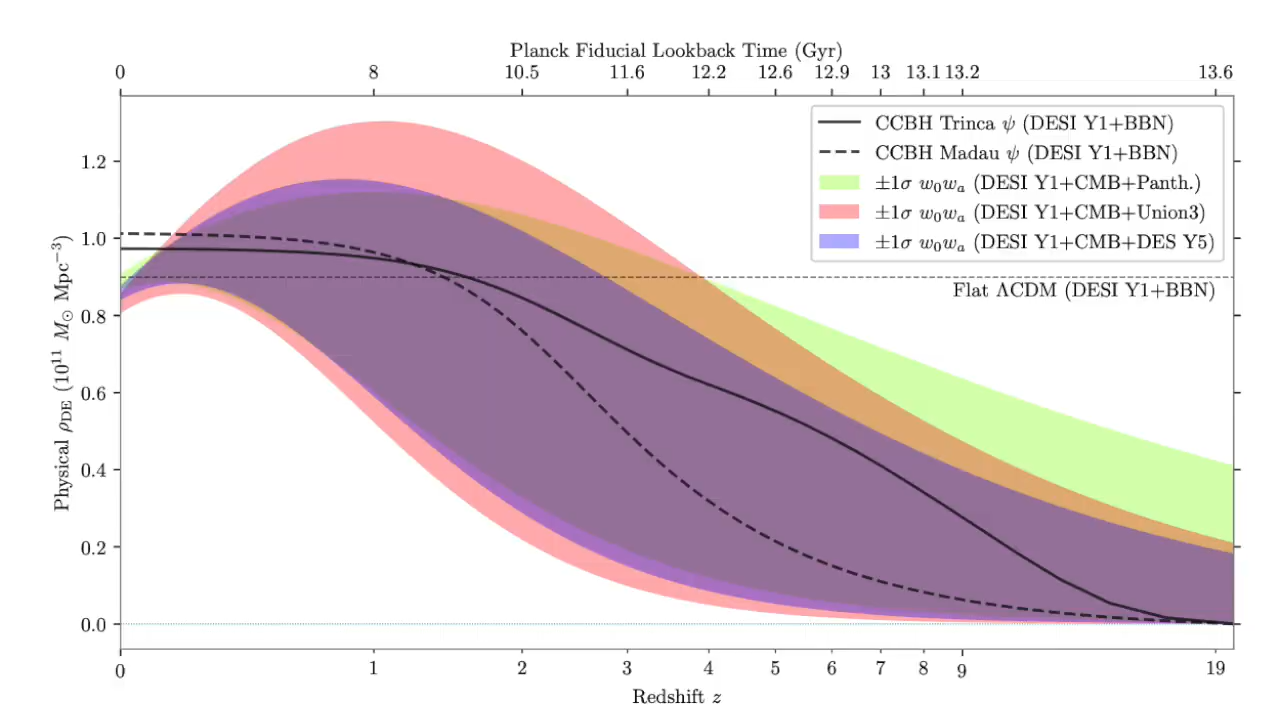 Planck Fiducial Lookback Time (Gyr)
0 8 10.5 11.6 12.2 12.6 12.9 13 13.1 13.2 13.6
CCBH Trinca ψ (DESI Y1+BBN)
CCBH Madau ψ (DESI Y1+BBN)
±1σ w₀wₐ (DESI Y1+CMB+Panth.)
±1σ w₀wₐ (DESI Y1+CMB+Union3)
±1σ w₀wₐ (DESI Y1+CMB+DES Y5)
Flat ΛCDM (DESI Y1+BBN)
Physical ρ_DE (10¹¹ M_⊙ Mpc⁻³)
1.2
1.0
0.8
0.6
0.4
0.2
0.0
0 1 2 3 4 5 6 7 8 9 19
Redshift z